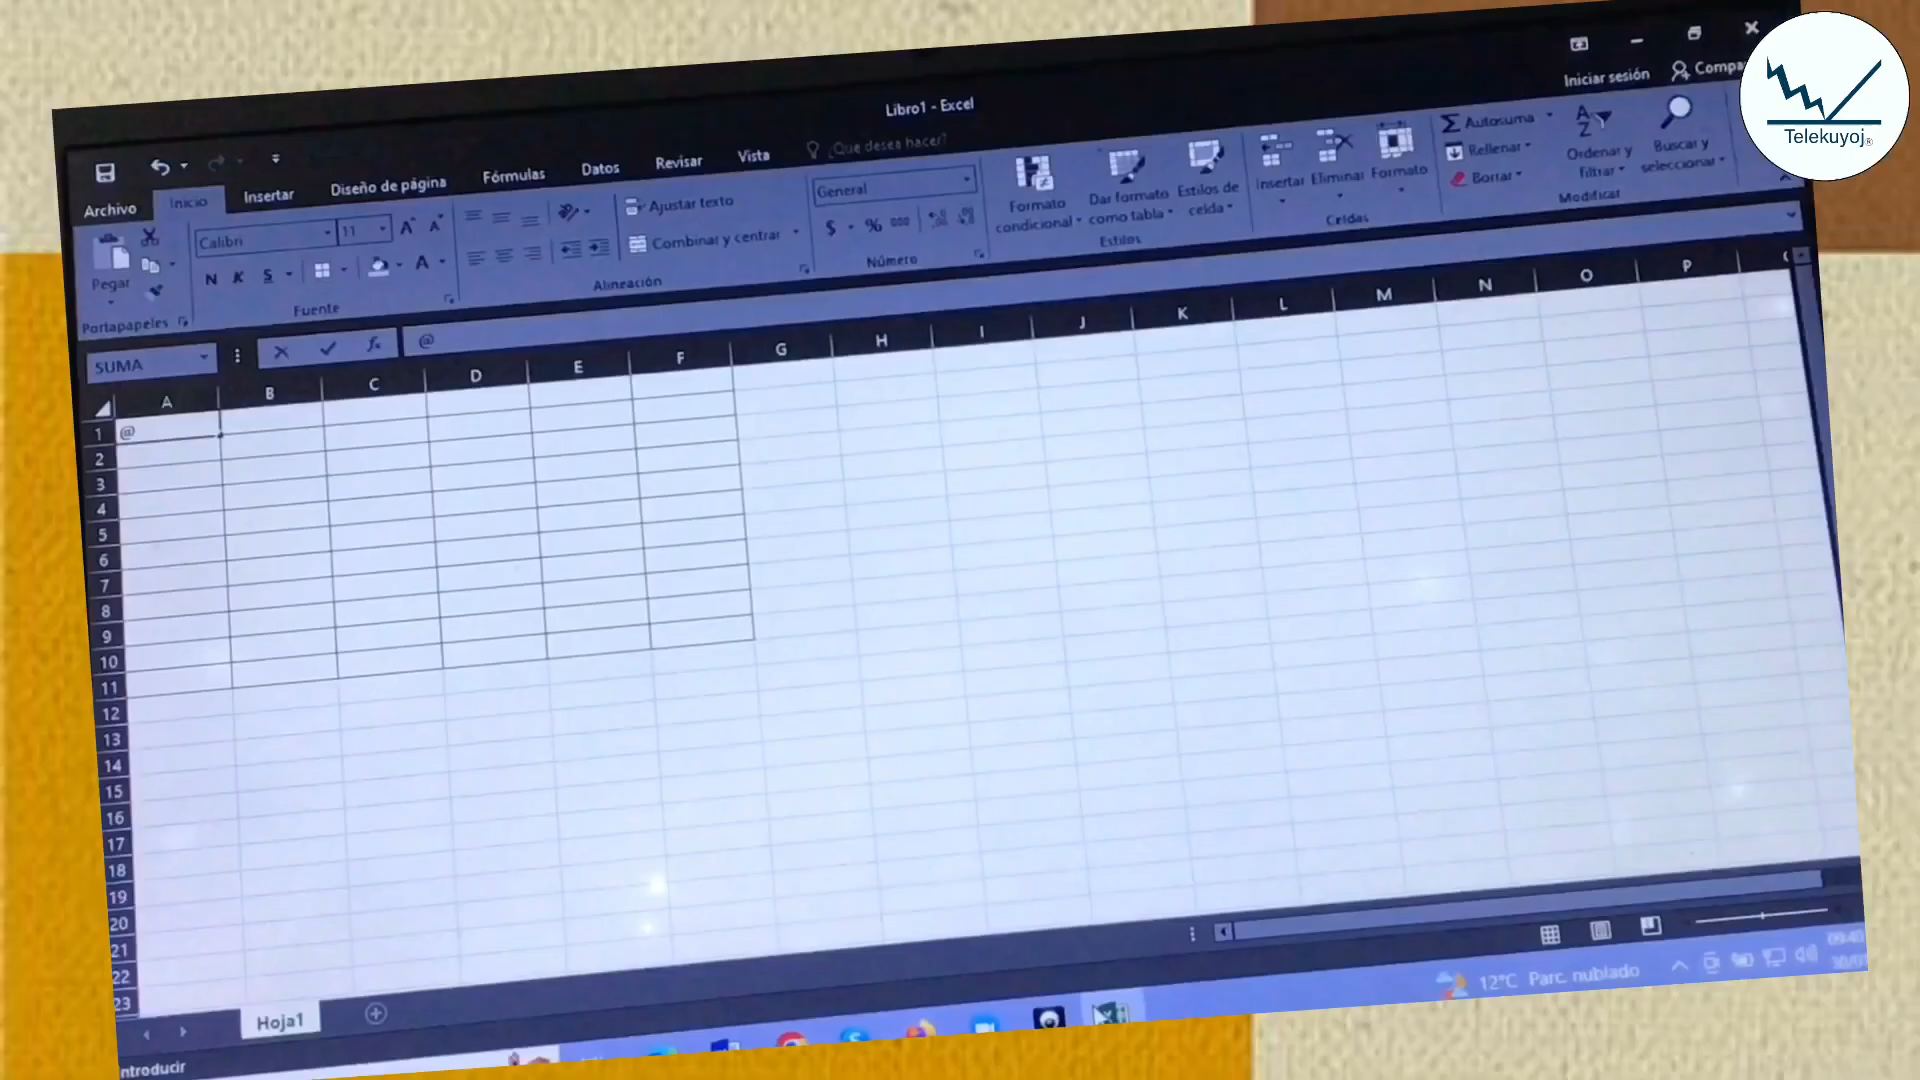 Telekuyoj®
Libro1 - Excel
Iniciar sesión
Compa
Archivo
Inicio
Insertar
Diseño de página
Fórmulas
Datos
Revisar
Vista
¿Qué desea hacer?
Pegar
Portapapeles
Calibri
11
N K S
Fuente
Ajustar texto
Combinar y centrar
Alineación
General
$ % 000
Número
Formato
condicional
Dar formato
como tabla
Estilos de
celda
Estilos
Insertar
Eliminar
Formato
Celdas
Autosuma
Rellenar
Borrar
Ordenar y
filtrar
Buscar y
seleccionar
Modificar
SUMA
fx
@
A B C D E F G H I J K L M N O P
1 @
2
3
4
5
6
7
8
9
10
11
12
13
14
15
16
17
18
19
20
21
22
23
Hoja1
ntroducir
12°C Parc. nublado